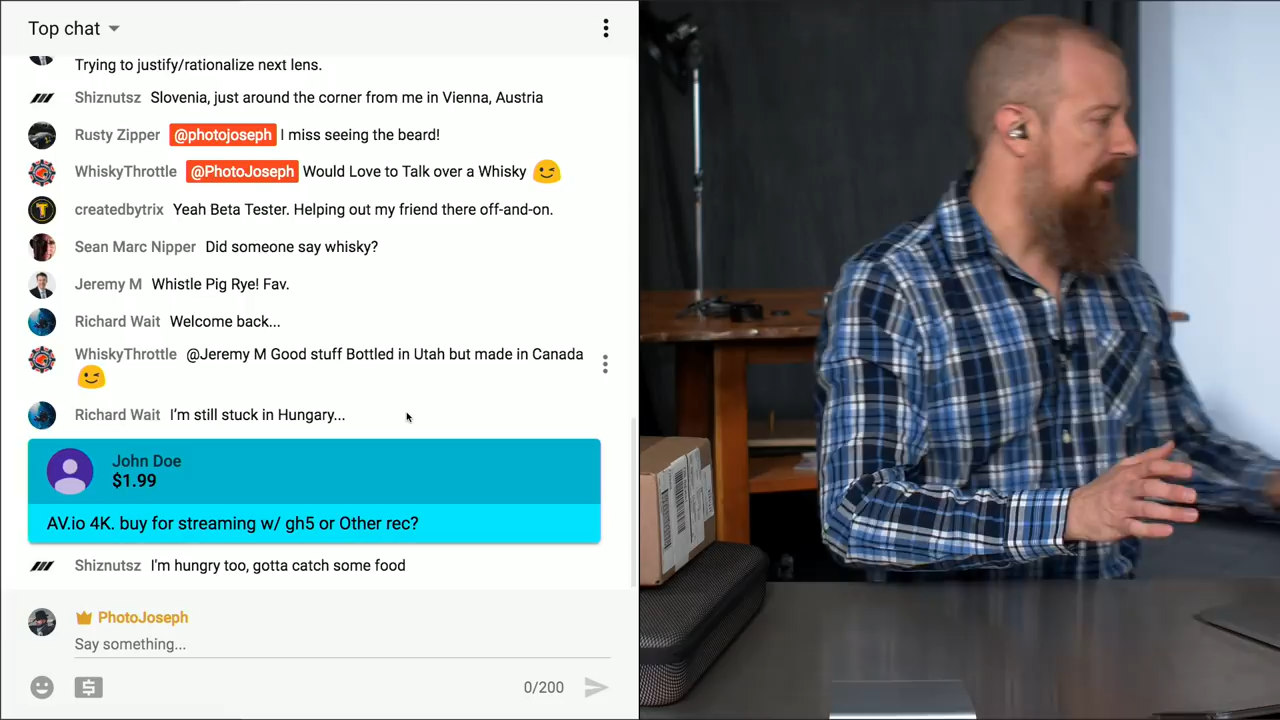 Top chat
Trying to justify/rationalize next lens.
Shiznutsz Slovenia, just around the corner from me in Vienna, Austria
Rusty Zipper @photojoseph I miss seeing the beard!
WhiskyThrottle @PhotoJoseph Would Love to Talk over a Whisky 😉
createdbytrix Yeah Beta Tester. Helping out my friend there off-and-on.
Sean Marc Nipper Did someone say whisky?
Jeremy M Whistle Pig Rye! Fav.
Richard Wait Welcome back...
WhiskyThrottle @Jeremy M Good stuff Bottled in Utah but made in Canada
😉
Richard Wait I’m still stuck in Hungary...
John Doe
$1.99
AV.io 4K. buy for streaming w/ gh5 or Other rec?
Shiznutsz I'm hungry too, gotta catch some food
PhotoJoseph
Say something...
0/200